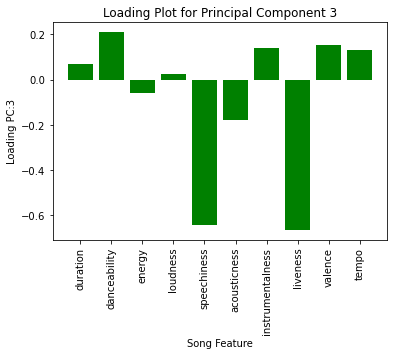 Loading Plot for Principal Component 3
0.2
0.0
−0.2
−0.4
−0.6
Loading PC:3
duration
danceability
energy
loudness
speechiness
acousticness
instrumentalness
liveness
valence
tempo
Song Feature